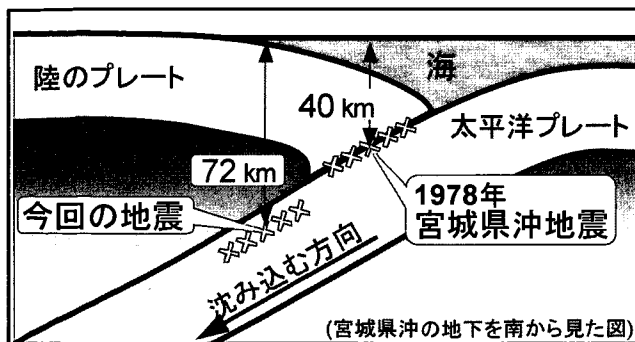 陸のプレート
海
40 km
太平洋プレート
72 km
今回の地震
1978年
宮城県沖地震
沈み込む方向
(宮城県沖の地下を南から見た図)